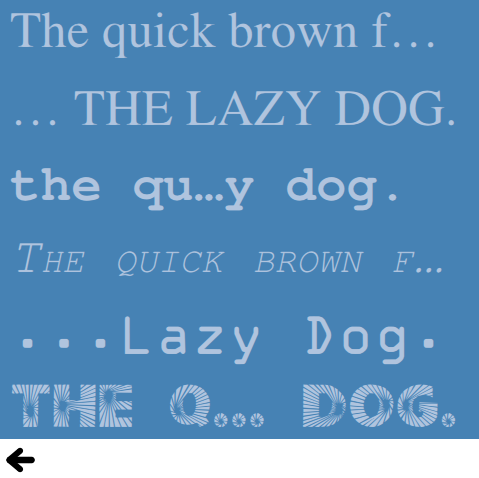 The quick brown f…
… THE LAZY DOG.
the qu…y dog.
THE QUICK BROWN F…
...Lazy Dog.
THE Q... DOG.